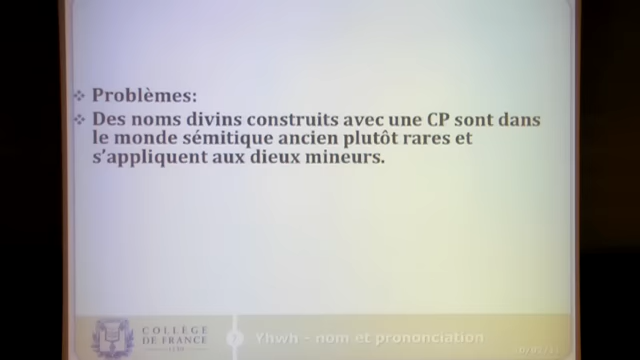 Problèmes:
Des noms divins construits avec une CP sont dans
le monde sémitique ancien plutôt rares et
s'appliquent aux dieux mineurs.
COLLÈGE
DE FRANCE
Yhwh - nom et prononciation